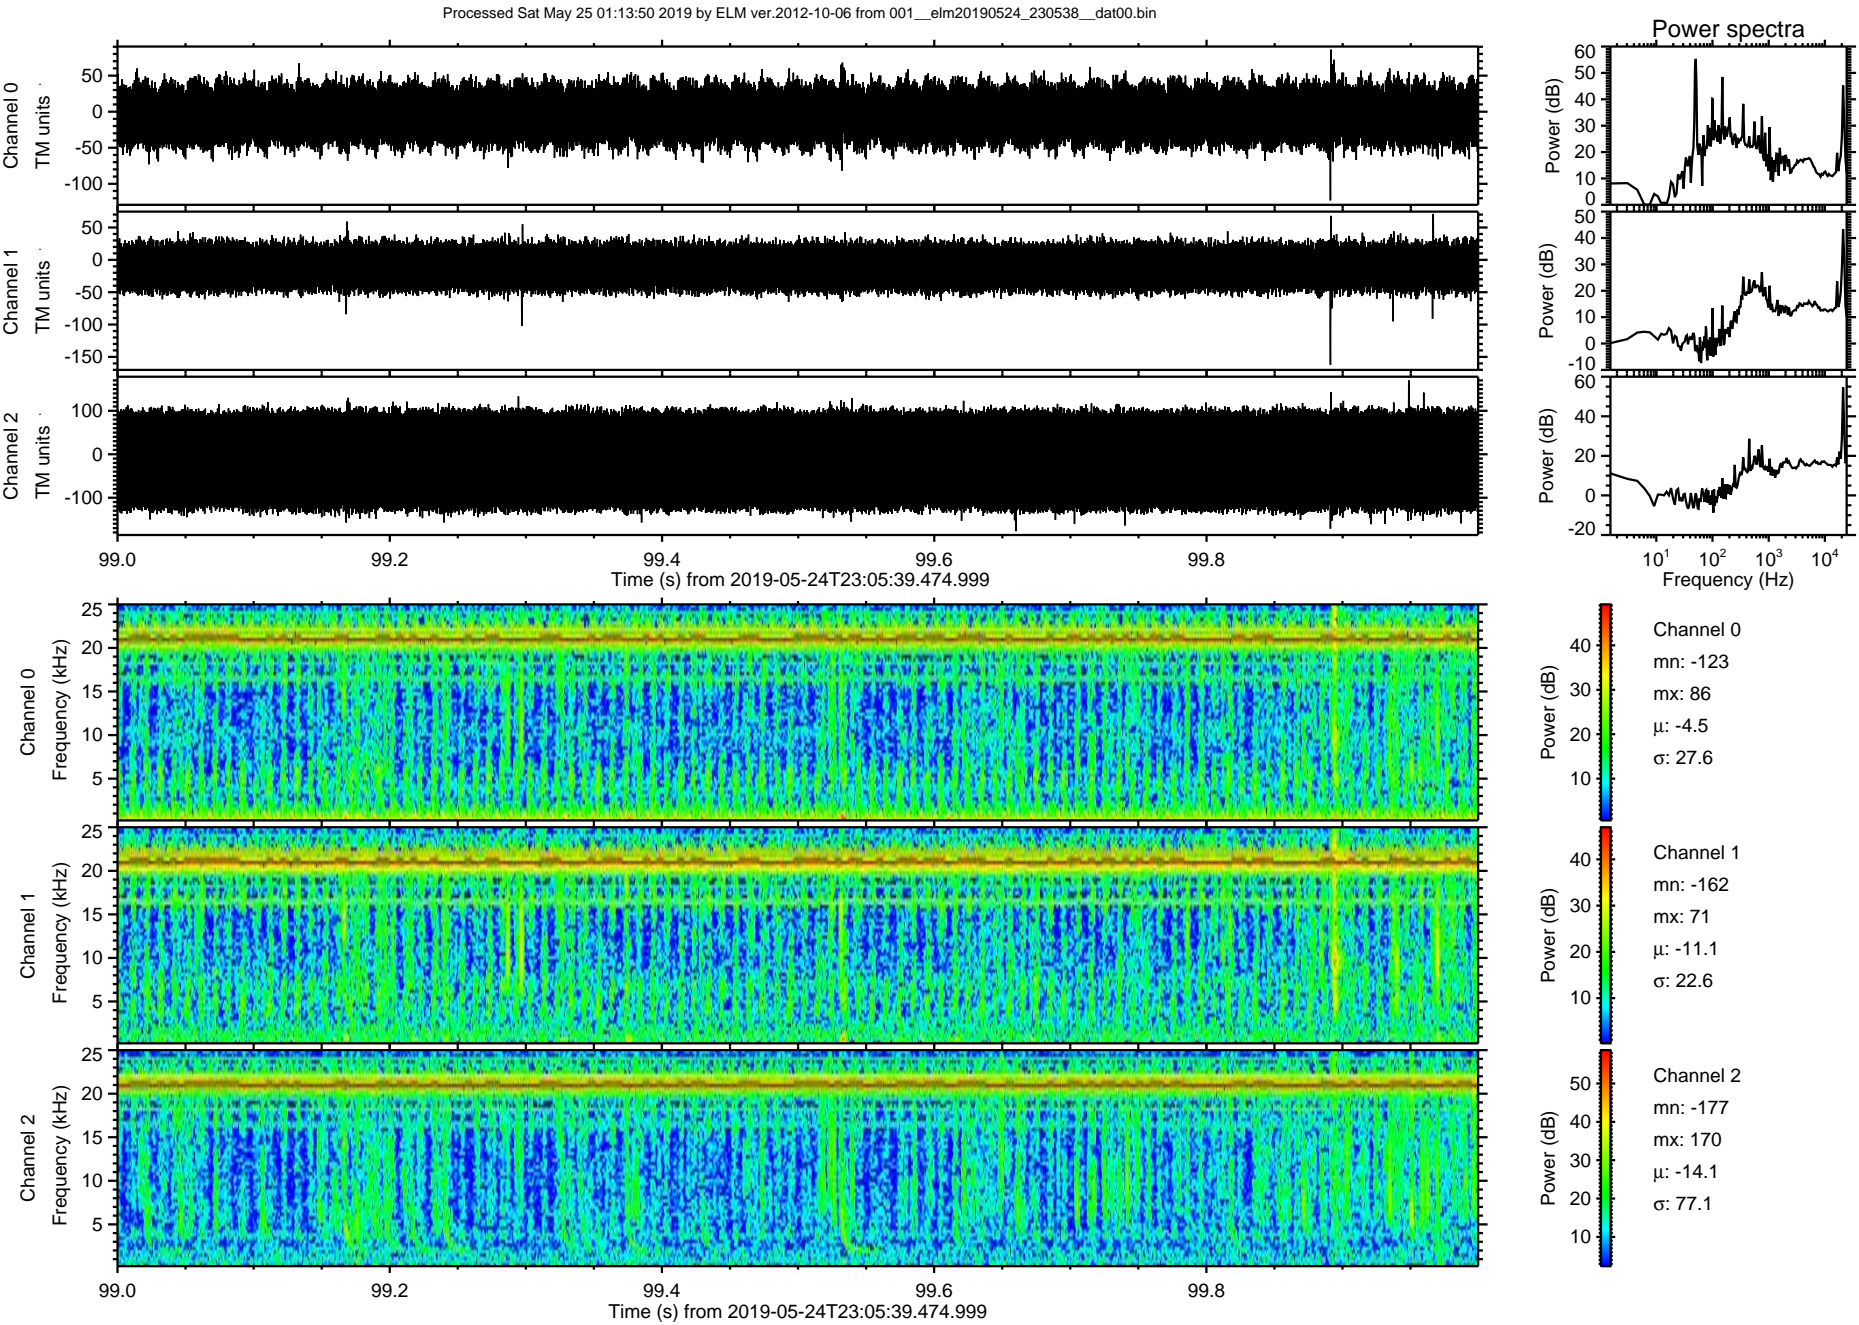 Processed Sat May 25 01:13:50 2019 by ELM ver.2012-10-06 from 001__elm20190524_230538__dat00.bin
Power spectra
Channel 0
TM units
50
0
-50
-100
Power (dB)
60
50
40
30
20
10
0
Channel 1
TM units
50
0
-50
-100
-150
Power (dB)
50
40
30
20
10
0
-10
Channel 2
TM units
100
0
-100
Power (dB)
60
40
20
0
-20
99.0 99.2 99.4 99.6 99.8
Time (s) from 2019-05-24T23:05:39.474.999
10¹ 10² 10³ 10⁴
Frequency (Hz)
Channel 0
Frequency (kHz)
25
20
15
10
5
Power (dB)
40
30
20
10
Channel 0
mn: -123
mx: 86
μ: -4.5
σ: 27.6
Channel 1
Frequency (kHz)
25
20
15
10
5
Power (dB)
40
30
20
10
Channel 1
mn: -162
mx: 71
μ: -11.1
σ: 22.6
Channel 2
Frequency (kHz)
25
20
15
10
5
Power (dB)
50
40
30
20
10
Channel 2
mn: -177
mx: 170
μ: -14.1
σ: 77.1
99.0 99.2 99.4 99.6 99.8
Time (s) from 2019-05-24T23:05:39.474.999